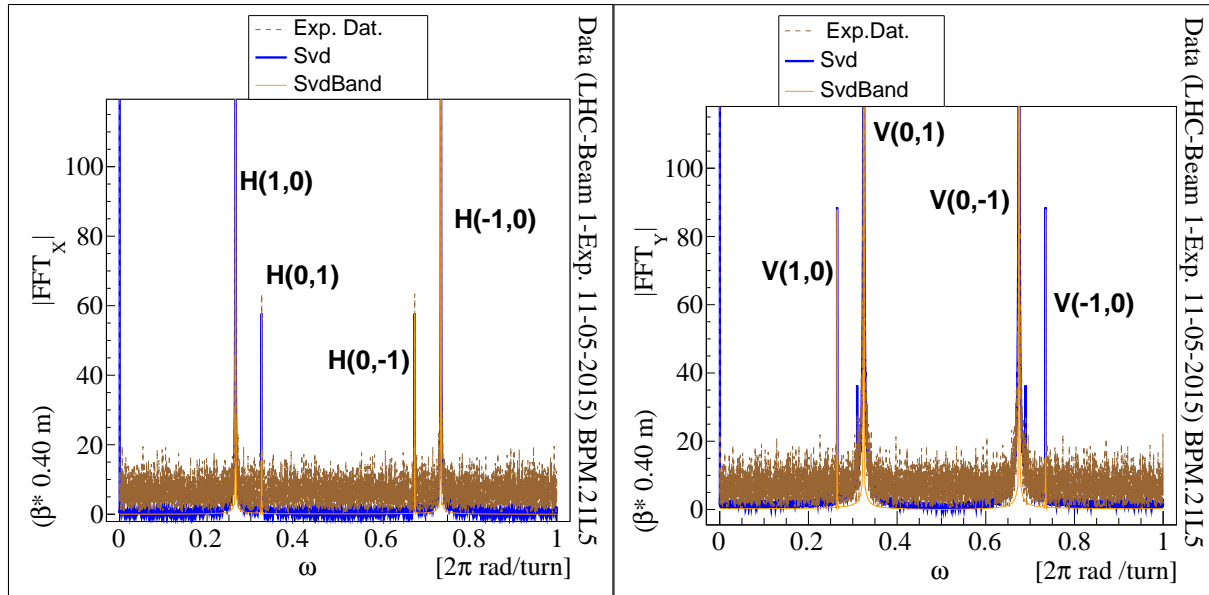 Exp. Dat.
Svd
SvdBand
H(1,0)
H(-1,0)
H(0,1)
H(0,-1)
100
80
60
40
20
0
0
0.2
0.4
0.6
0.8
1
ω
[2π rad/turn]
(β* 0.40 m) |FFT_X|
Data (LHC-Beam 1-Exp. 11-05-2015) BPM.21L5
Exp.Dat.
Svd
SvdBand
V(0,1)
V(0,-1)
V(1,0)
V(-1,0)
100
80
60
40
20
0
0
0.2
0.4
0.6
0.8
1
ω
[2π rad /turn]
(β* 0.40 m) |FFT_Y|
Data (LHC-Beam 1-Exp. 11-05-2015) BPM.21L5